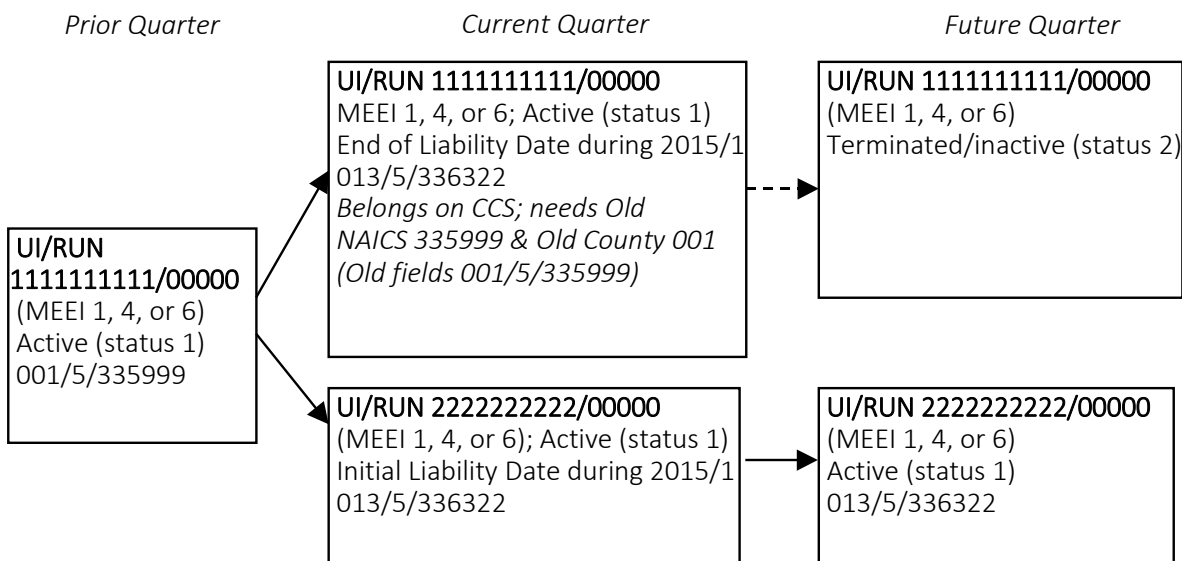 Prior Quarter
Current Quarter
Future Quarter
UI/RUN
1111111111/00000
(MEEI 1, 4, or 6)
Active (status 1)
001/5/335999
UI/RUN 1111111111/00000
MEEI 1, 4, or 6; Active (status 1)
End of Liability Date during 2015/1
013/5/336322
Belongs on CCS; needs Old
NAICS 335999 & Old County 001
(Old fields 001/5/335999)
UI/RUN 1111111111/00000
(MEEI 1, 4, or 6)
Terminated/inactive (status 2)
UI/RUN 2222222222/00000
(MEEI 1, 4, or 6); Active (status 1)
Initial Liability Date during 2015/1
013/5/336322
UI/RUN 2222222222/00000
(MEEI 1, 4, or 6)
Active (status 1)
013/5/336322